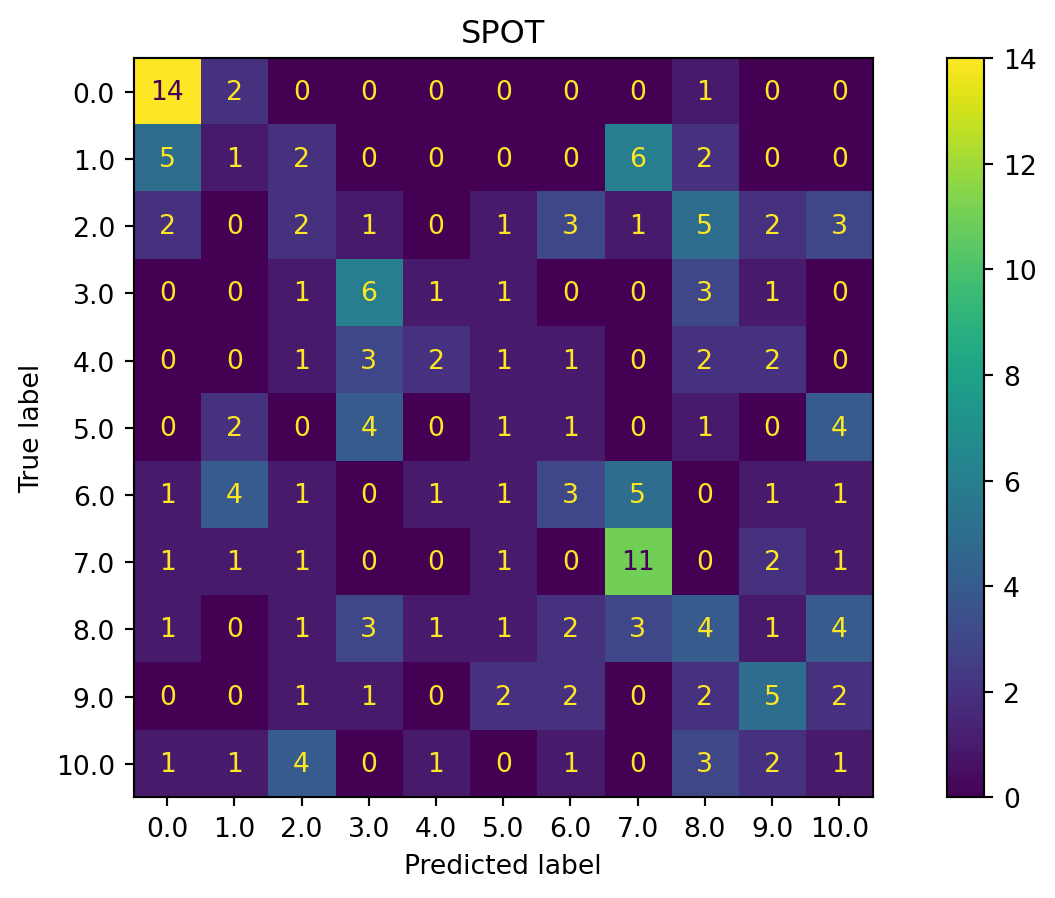 SPOT
0.0 14 2 0 0 0 0 0 0 1 0 0
1.0 5 1 2 0 0 0 0 6 2 0 0
2.0 2 0 2 1 0 1 3 1 5 2 3
3.0 0 0 1 6 1 1 0 0 3 1 0
4.0 0 0 1 3 2 1 1 0 2 2 0
5.0 0 2 0 4 0 1 1 0 1 0 4
6.0 1 4 1 0 1 1 3 5 0 1 1
7.0 1 1 1 0 0 1 0 11 0 2 1
8.0 1 0 1 3 1 1 2 3 4 1 4
9.0 0 0 1 1 0 2 2 0 2 5 2
10.0 1 1 4 0 1 0 1 0 3 2 1
0.0 1.0 2.0 3.0 4.0 5.0 6.0 7.0 8.0 9.0 10.0
Predicted label
True label
14
12
10
8
6
4
2
0